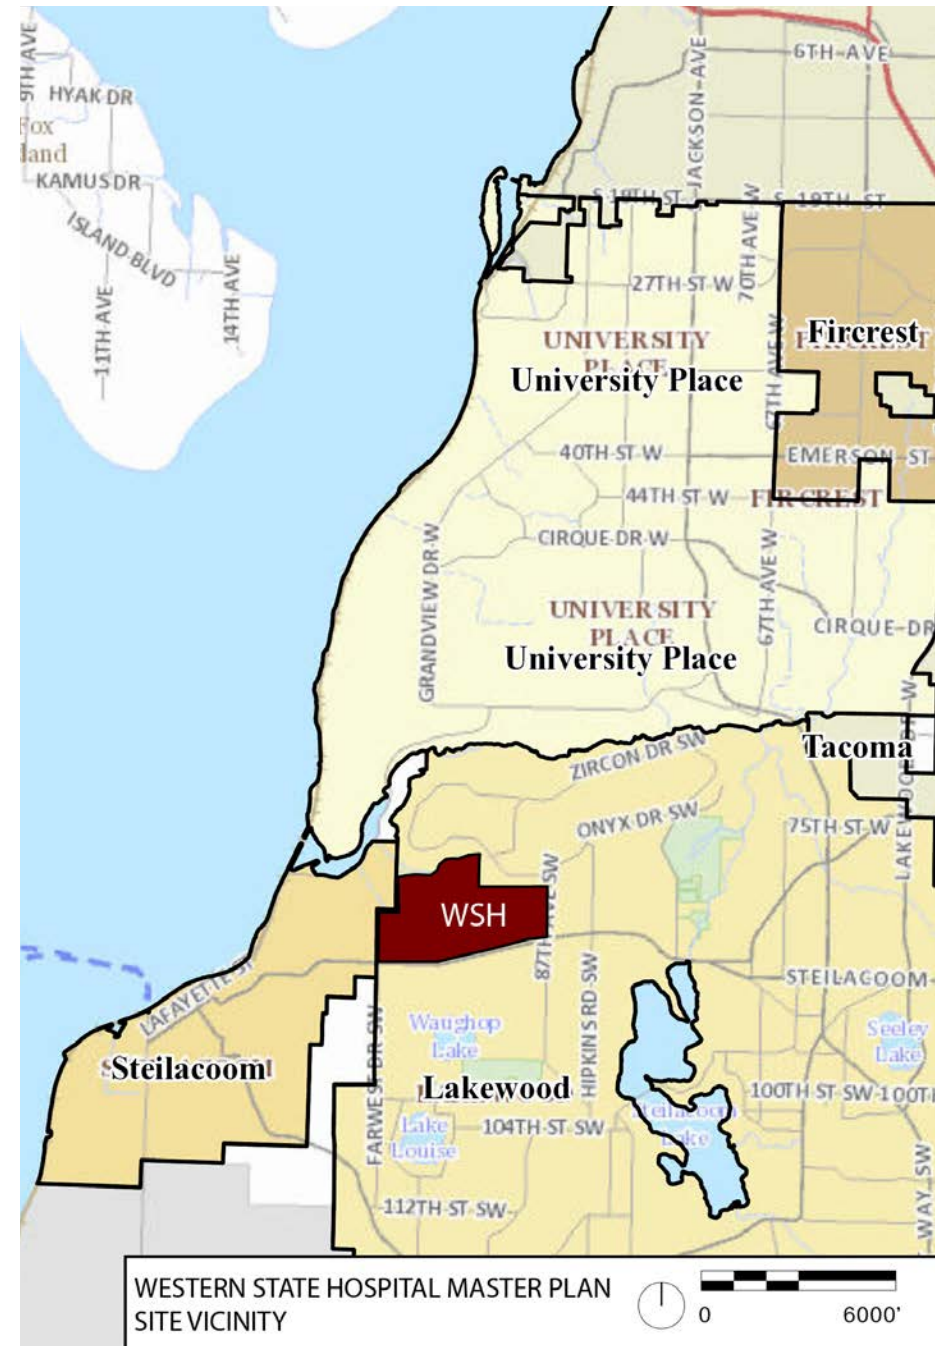 9TH AVE
HYAK DR
Fox
land
KAMUS DR
ISLAND BLVD
11TH AVE
14TH AVE
6TH AVE
JACKSON AVE
S 19TH ST
S 19TH ST
70TH AVE W
27TH ST W
UNIVERSITY
PLACE
University Place
Fircrest
FIRCREST
67TH AVE W
40TH ST W
EMERSON ST
44TH ST W
FIRCREST
CIRQUE DR W
GRANDVIEW DR W
67TH AVE W
UNIVERSITY
PLACE
University Place
CIRQUE DR
Tacoma
ZIRCON DR SW
ONYX DR SW
75TH ST W
WSH
87TH AVE SW
HIPKINS RD SW
LAFAYETTE ST
STEILACOOM
Waughop
Lake
Seeley
Lake
Steilacoom
Lakewood
FARWEST DR SW
Steilacoom
Lake
100TH ST SW
100TH
Lake
Louise
104TH ST SW
112TH ST SW
WAY SW
WESTERN STATE HOSPITAL MASTER PLAN
SITE VICINITY
0 6000'